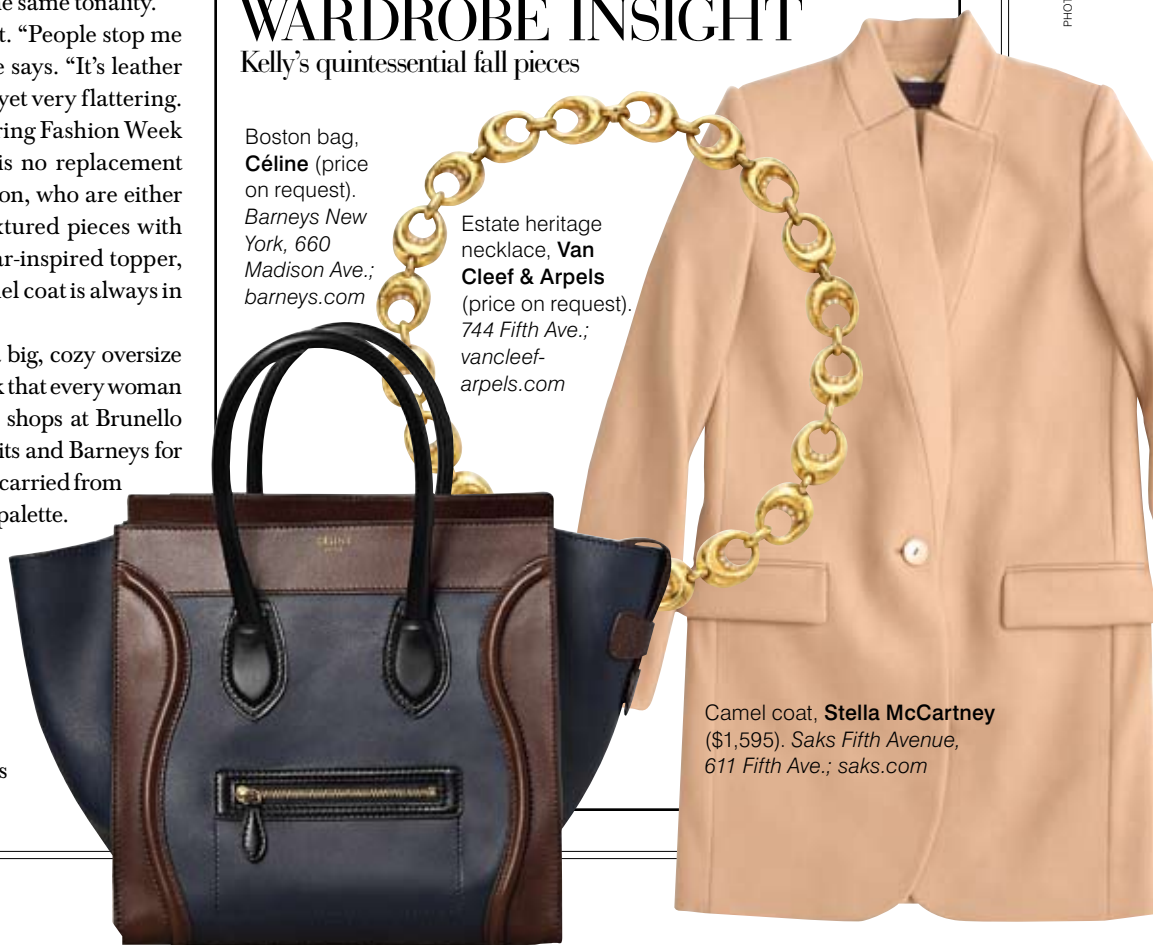 e same tonality.
t. “People stop me
e says. “It’s leather
yet very flattering.
ring Fashion Week
is no replacement
on, who are either
xtured pieces with
ar-inspired topper,
el coat is always in
big, cozy oversize
k that every woman
shops at Brunello
its and Barneys for
carried from
palette.
s
WARDROBE INSIGHT
Kelly’s quintessential fall pieces
Boston bag,
Céline (price
on request).
Barneys New
York, 660
Madison Ave.;
barneys.com
Estate heritage
necklace, Van
Cleef & Arpels
(price on request).
744 Fifth Ave.;
vancleef-
arpels.com
CÉLINE
Camel coat, Stella McCartney
($1,595). Saks Fifth Avenue,
611 Fifth Ave.; saks.com
PHOT